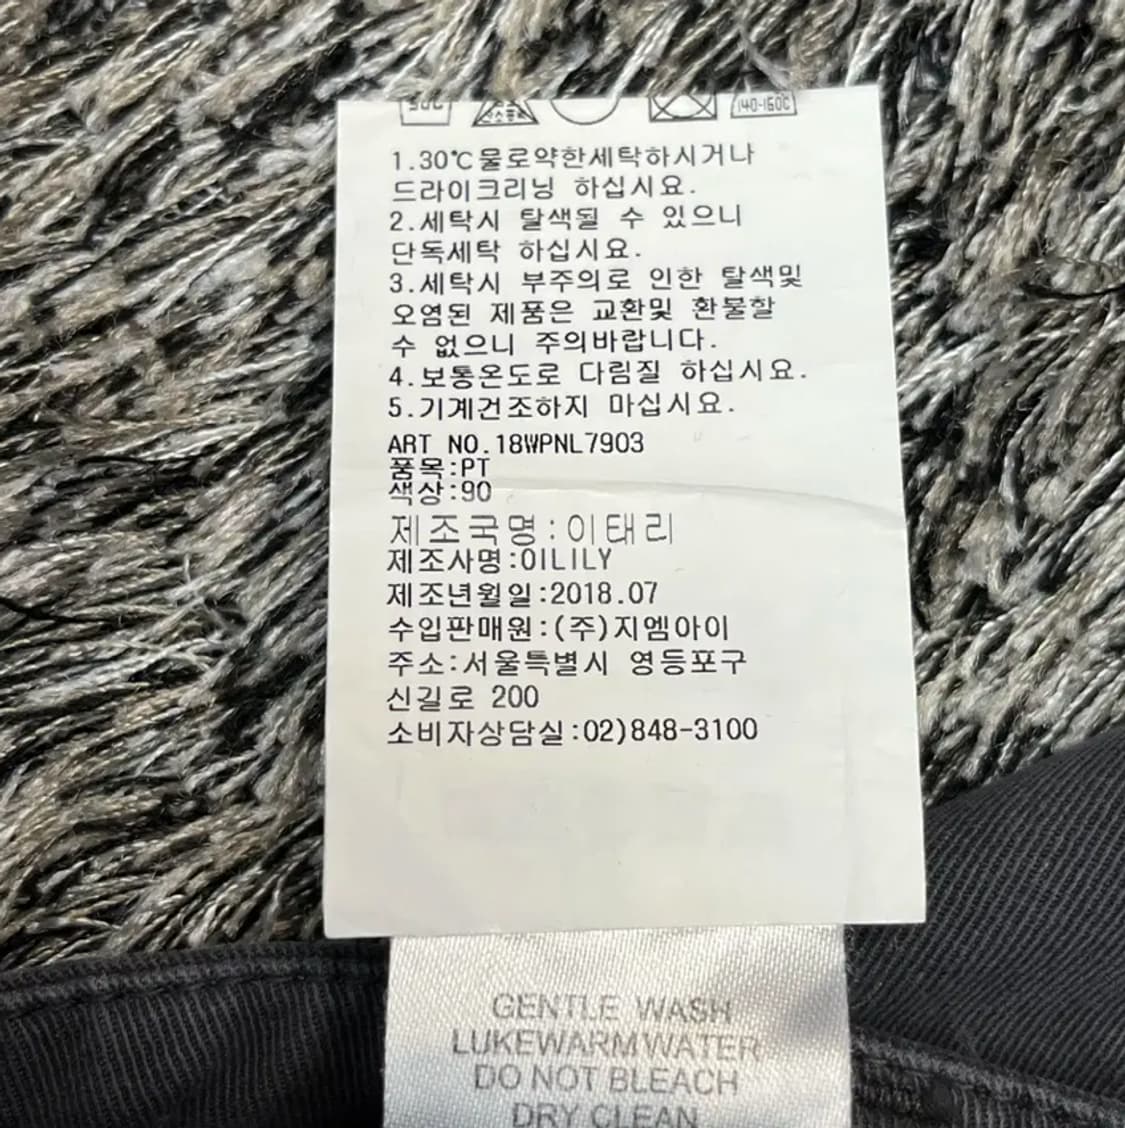 140-160C
1.30℃물로약한세탁하시거나
드라이크리닝 하십시요.
2.세탁시 탈색될 수 있으니
단독세탁 하십시요.
3.세탁시 부주의로 인한 탈색및
오염된 제품은 교환및 환불할
수 없으니 주의바랍니다.
4.보통온도로 다림질 하십시요.
5.기계건조하지 마십시요.
ART NO.18WPNL7903
품목:PT
색상:90
제조국명:이태리
제조사명:OILILY
제조년월일:2018.07
수입판매원:(주)지엠아이
주소:서울특별시 영등포구
신길로 200
소비자상담실:02)848-3100
GENTLE WASH
LUKEWARM WATER
DO NOT BLEACH
DRY CLEAN